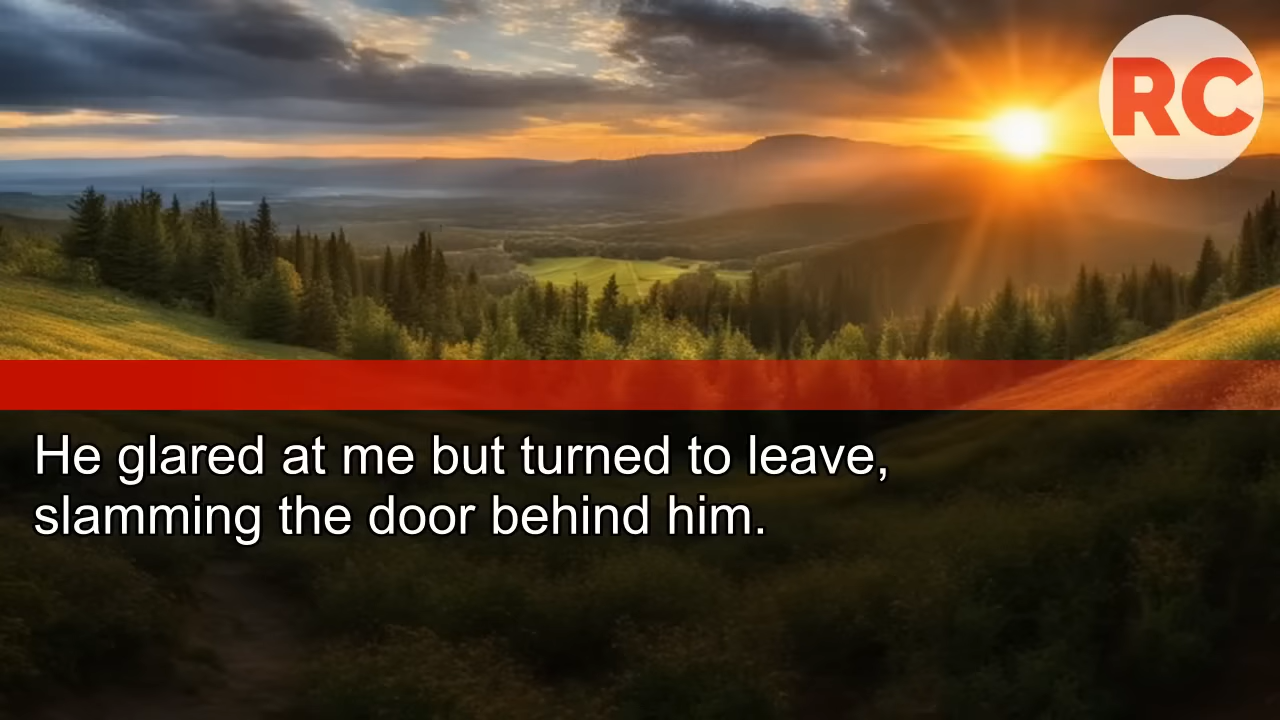 RC
He glared at me but turned to leave,
slamming the door behind him.